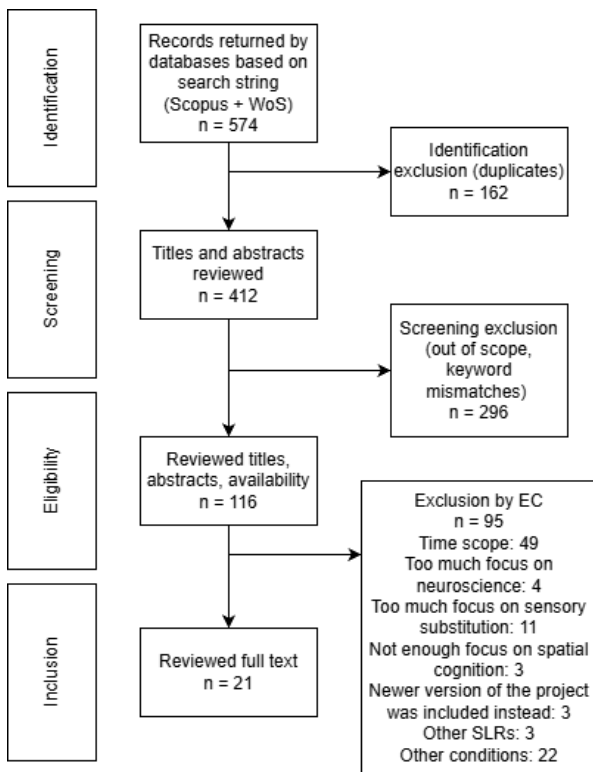 Identification
Records returned by
databases based on
search string
(Scopus + WoS)
n = 574
Identification
exclusion (duplicates)
n = 162
Screening
Titles and abstracts
reviewed
n = 412
Screening exclusion
(out of scope,
keyword
mismatches)
n = 296
Eligibility
Reviewed titles,
abstracts, availability
n = 116
Exclusion by EC
n = 95
Time scope: 49
Too much focus on
neuroscience: 4
Too much focus on sensory
substitution: 11
Not enough focus on spatial
cognition: 3
Newer version of the project
was included instead: 3
Other SLRs: 3
Other conditions: 22
Inclusion
Reviewed full text
n = 21